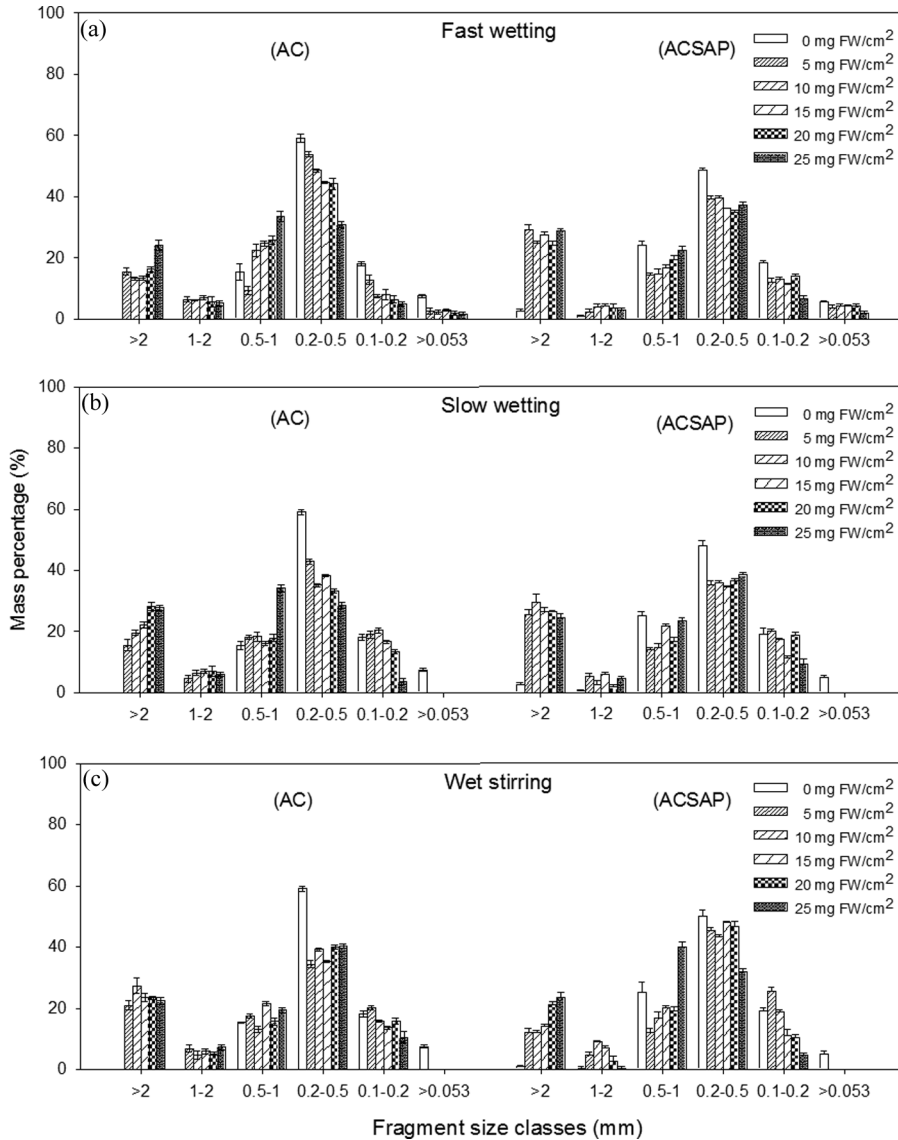 (a)
Fast wetting
(AC)
(ACSAP)
0 mg FW/cm²
5 mg FW/cm²
10 mg FW/cm²
15 mg FW/cm²
20 mg FW/cm²
25 mg FW/cm²
100
80
60
40
20
0
>2 1-2 0.5-1 0.2-0.5 0.1-0.2 >0.053 >2 1-2 0.5-1 0.2-0.5 0.1-0.2 >0.053
(b)
Slow wetting
(AC)
(ACSAP)
0 mg FW/cm²
5 mg FW/cm²
10 mg FW/cm²
15 mg FW/cm²
20 mg FW/cm²
25 mg FW/cm²
Mass percentage (%)
100
80
60
40
20
0
>2 1-2 0.5-1 0.2-0.5 0.1-0.2 >0.053 >2 1-2 0.5-1 0.2-0.5 0.1-0.2 >0.053
(c)
Wet stirring
(AC)
(ACSAP)
0 mg FW/cm²
5 mg FW/cm²
10 mg FW/cm²
15 mg FW/cm²
20 mg FW/cm²
25 mg FW/cm²
100
80
60
40
20
0
>2 1-2 0.5-1 0.2-0.5 0.1-0.2 >0.053 >2 1-2 0.5-1 0.2-0.5 0.1-0.2 >0.053
Fragment size classes (mm)